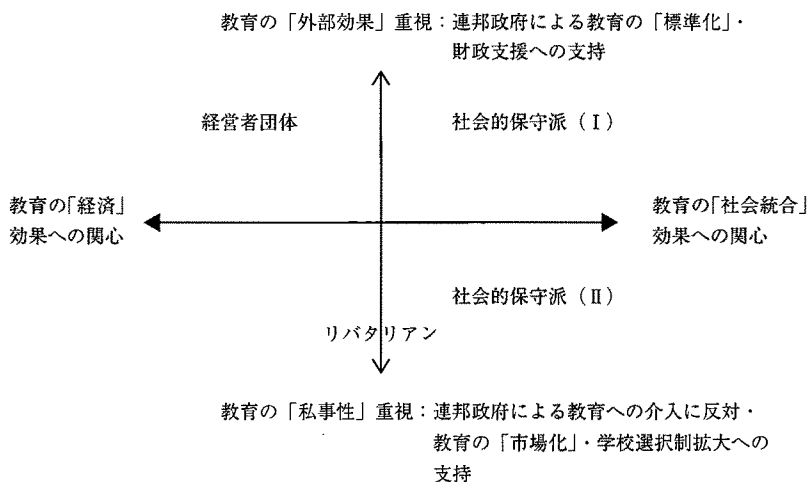 教育の「外部効果」重視：連邦政府による教育の「標準化」・
財政支援への支持
経営者団体
社会的保守派（Ⅰ）
教育の「経済」
効果への関心
教育の「社会統合」
効果への関心
社会的保守派（Ⅱ）
リバタリアン
教育の「私事性」重視：連邦政府による教育への介入に反対・
教育の「市場化」・学校選択制拡大への
支持